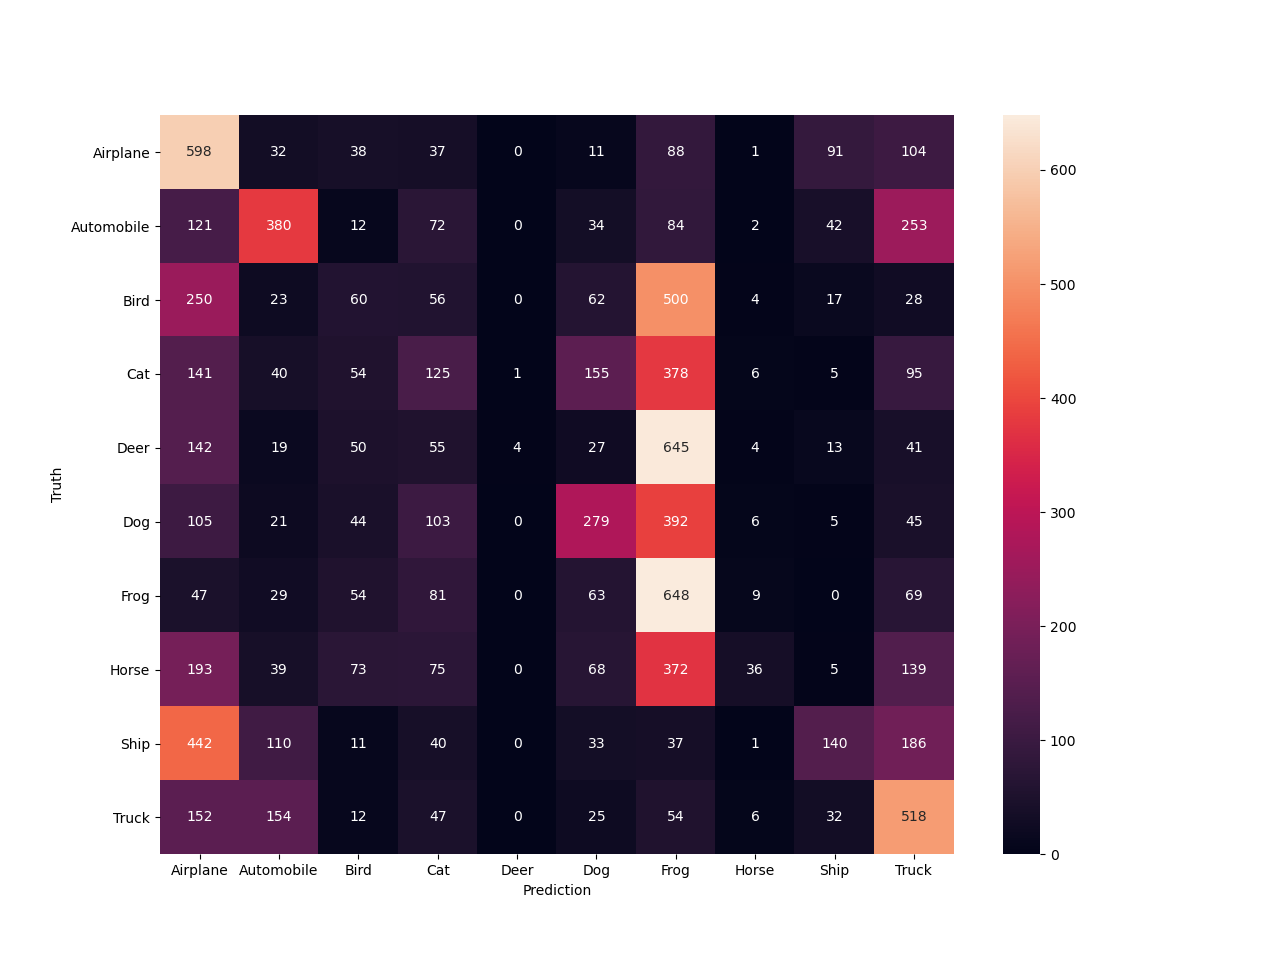 Airplane 598 32 38 37 0 11 88 1 91 104
Automobile 121 380 12 72 0 34 84 2 42 253
Bird 250 23 60 56 0 62 500 4 17 28
Cat 141 40 54 125 1 155 378 6 5 95
Deer 142 19 50 55 4 27 645 4 13 41
Dog 105 21 44 103 0 279 392 6 5 45
Frog 47 29 54 81 0 63 648 9 0 69
Horse 193 39 73 75 0 68 372 36 5 139
Ship 442 110 11 40 0 33 37 1 140 186
Truck 152 154 12 47 0 25 54 6 32 518
Airplane Automobile Bird Cat Deer Dog Frog Horse Ship Truck
Prediction
Truth
600
500
400
300
200
100
0